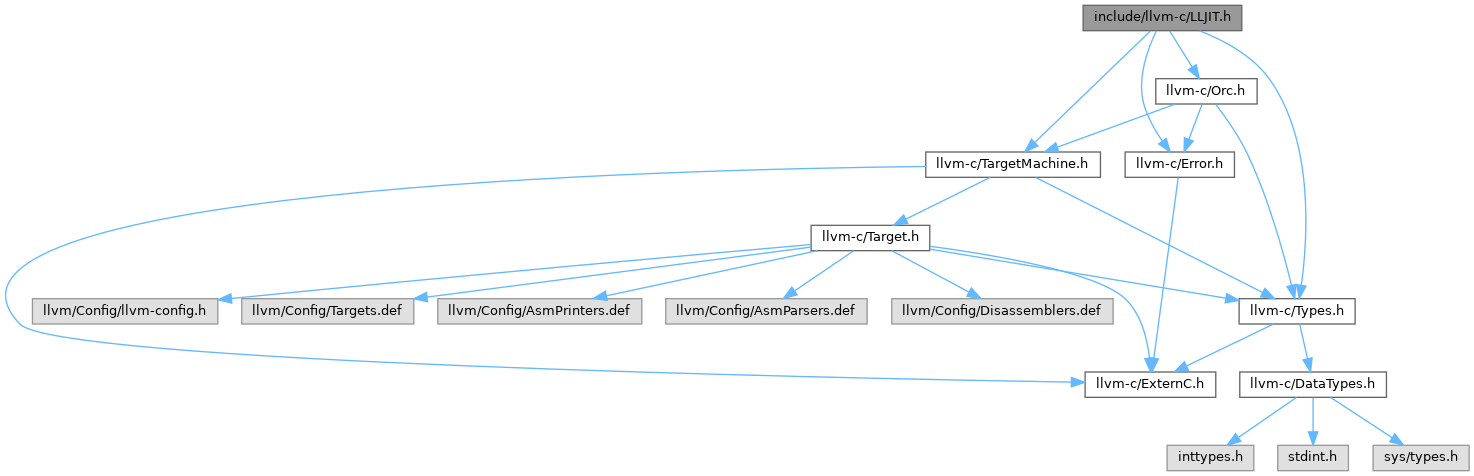 include/llvm-c/LLJIT.h
llvm-c/Orc.h
llvm-c/TargetMachine.h
llvm-c/Error.h
llvm-c/Target.h
llvm/Config/llvm-config.h
llvm/Config/Targets.def
llvm/Config/AsmPrinters.def
llvm/Config/AsmParsers.def
llvm/Config/Disassemblers.def
llvm-c/Types.h
llvm-c/ExternC.h
llvm-c/DataTypes.h
inttypes.h
stdint.h
sys/types.h